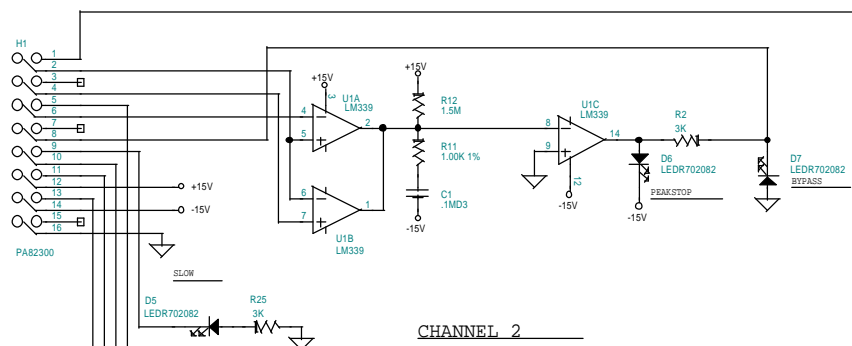 H1
1
2
3
4
5
6
7
8
9
10
11
12
13
14
15
16
PA82300
+15V
-15V
+15V
3
U1A
LM339
4
5
2
6
7
1
U1B
LM339
+15V
R12
1.5M
R11
1.00K 1%
C1
.1MD3
-15V
U1C
LM339
8
9
14
12
-15V
R2
3K
D6
LEDR702082
PEAKSTOP
-15V
D7
LEDR702082
BYPASS
SLOW
D5
LEDR702082
R25
3K
CHANNEL 2